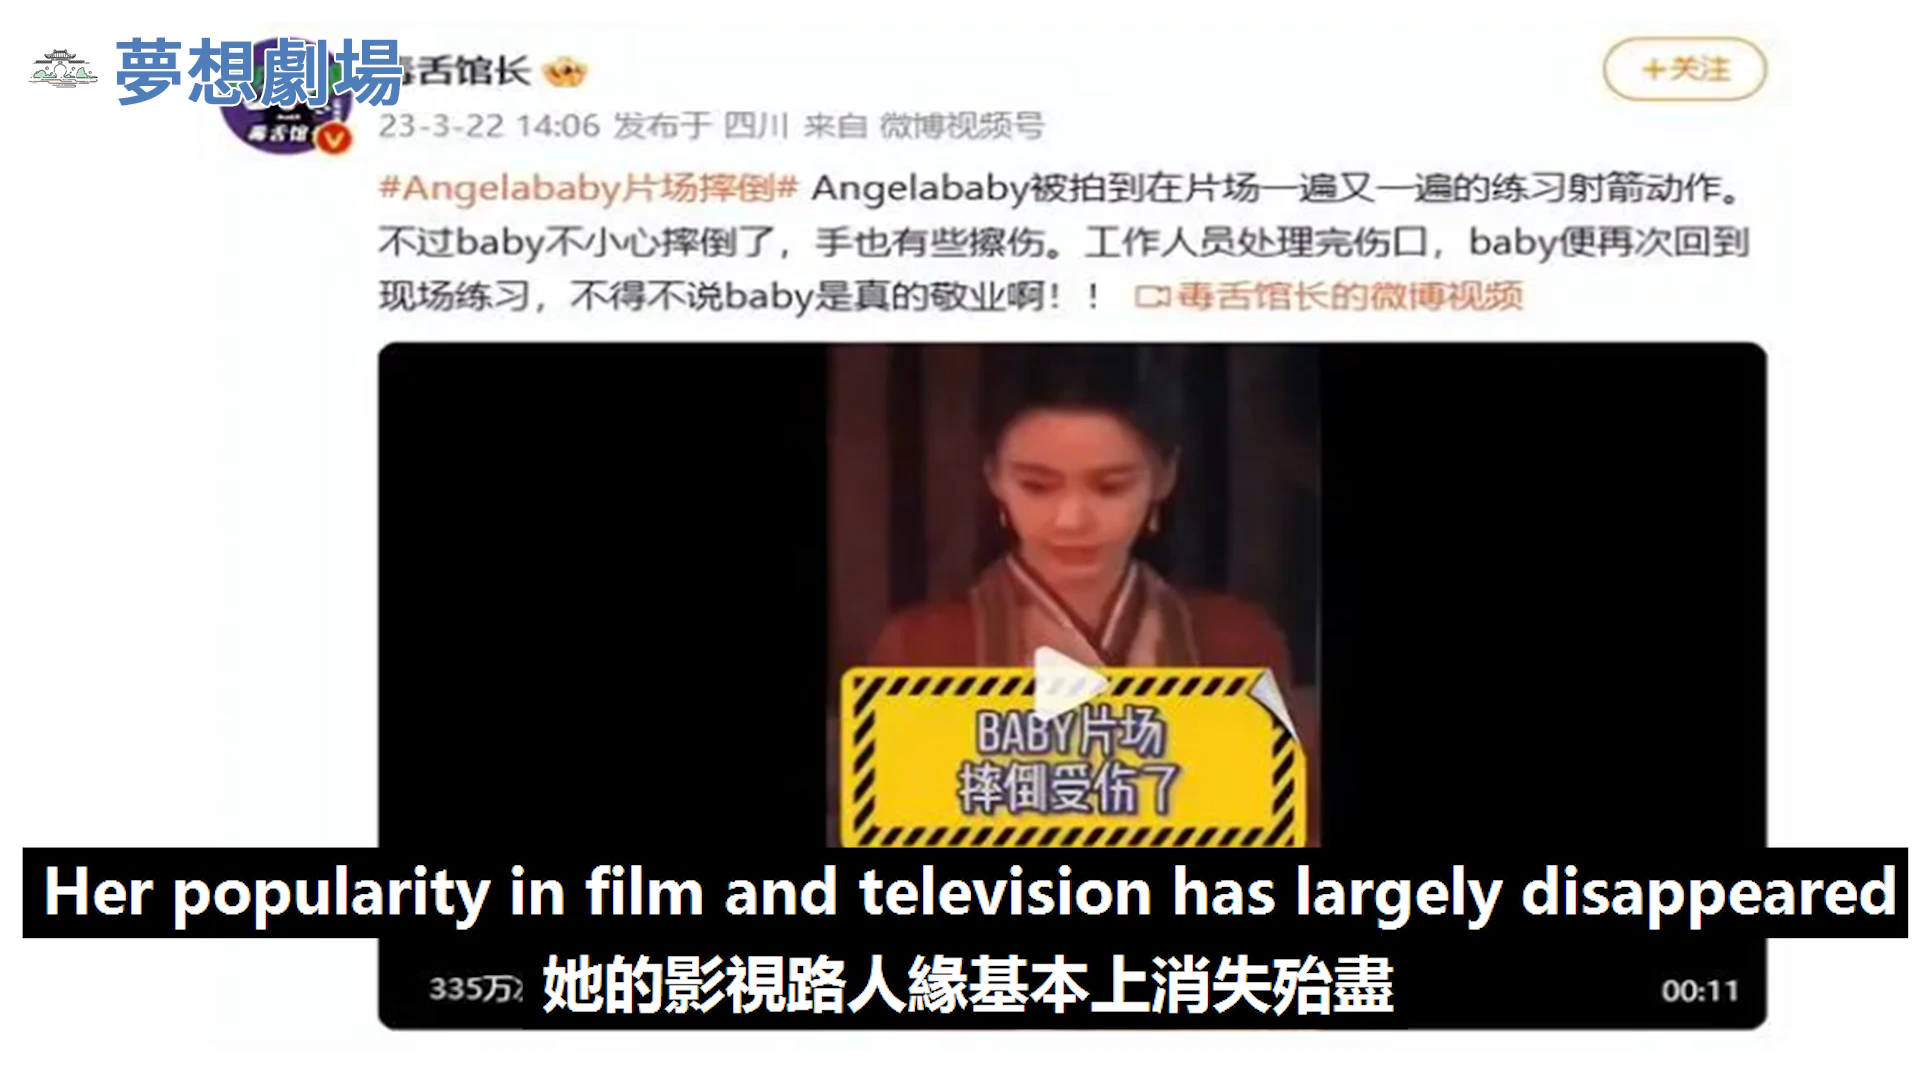 夢想劇場
毒舌馆长
23-3-22 14:06 发布于 四川 来自 微博视频号
+关注
#Angelababy片场摔倒# Angelababy被拍到在片场一遍又一遍的练习射箭动作。
不过baby不小心摔倒了，手也有些擦伤。工作人员处理完伤口，baby便再次回到
现场练习，不得不说baby是真的敬业啊！！ 毒舌馆长的微博视频
BABY片场
摔倒受伤了
Her popularity in film and television has largely disappeared
335万
她的影視路人緣基本上消失殆盡
00:11